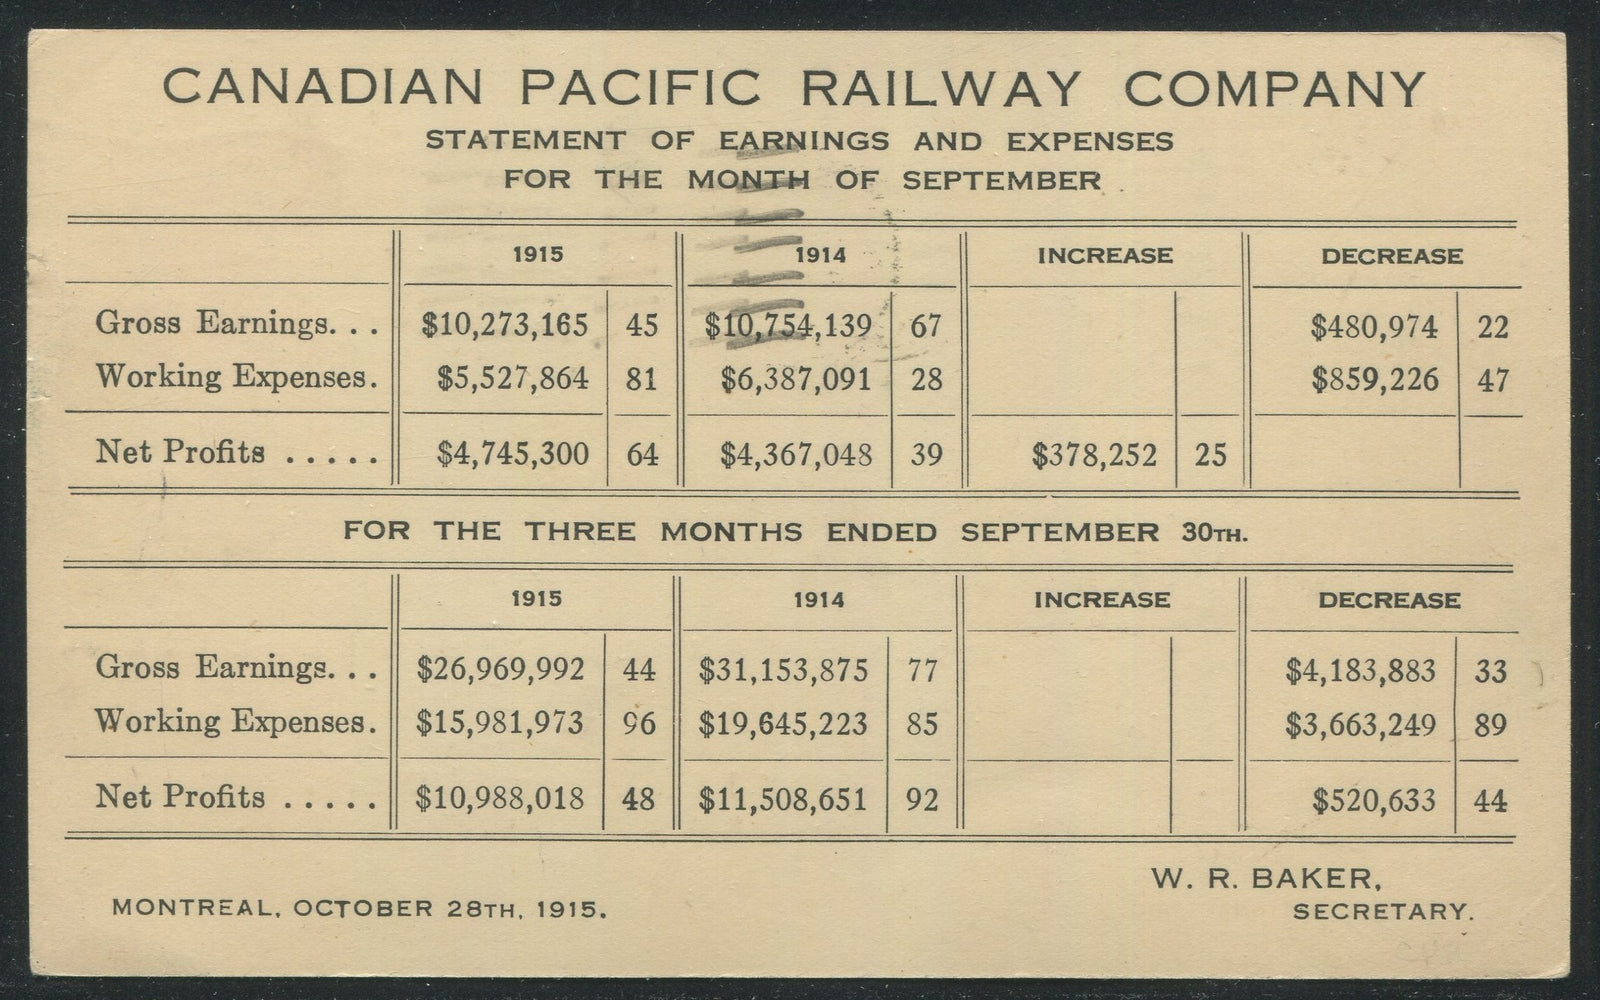 CANADIAN PACIFIC RAILWAY COMPANY
STATEMENT OF EARNINGS AND EXPENSES
FOR THE MONTH OF SEPTEMBER
1915 1914 INCREASE DECREASE
Gross Earnings. . . $10,273,165 45 $10,754,139 67 $480,974 22
Working Expenses. $5,527,864 81 $6,387,091 28 $859,226 47
Net Profits . . . . . $4,745,300 64 $4,367,048 39 $378,252 25
FOR THE THREE MONTHS ENDED SEPTEMBER 30TH.
1915 1914 INCREASE DECREASE
Gross Earnings. . . $26,969,992 44 $31,153,875 77 $4,183,883 33
Working Expenses. $15,981,973 96 $19,645,223 85 $3,663,249 89
Net Profits . . . . . $10,988,018 48 $11,508,651 92 $520,633 44
W. R. BAKER,
MONTREAL, OCTOBER 28TH, 1915. SECRETARY.